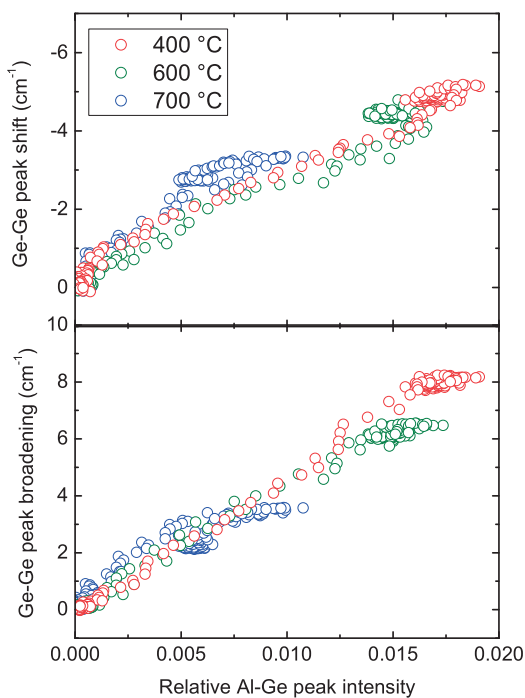 -6
400 °C
600 °C
700 °C
-4
-2
0
Ge-Ge peak shift (cm-1)
10
8
6
4
2
0
Ge-Ge peak broadening (cm-1)
0.000 0.005 0.010 0.015 0.020
Relative Al-Ge peak intensity